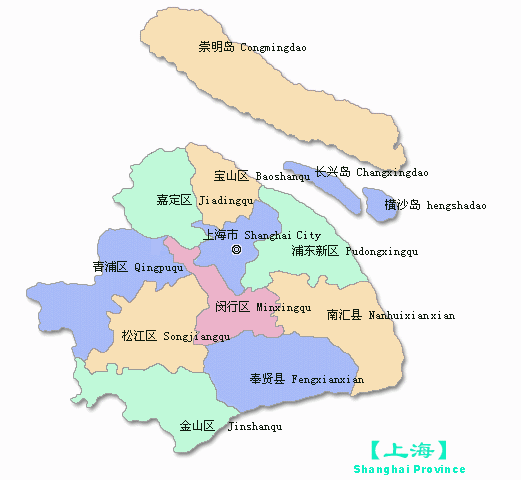 崇明岛 Congmingdao
宝山区 Baoshanqu
长兴岛 Changxingdao
嘉定区 Jiadingqu
横沙岛 hengshadao
上海市 Shanghai City
浦东新区 Pudongxingqu
青浦区 Qingpuqu
闵行区 Minxingqu
南汇县 Nanhuixianxian
松江区 Songjiangqu
奉贤县 Fengxianxian
金山区 Jinshanqu
【上海】
Shanghai Province